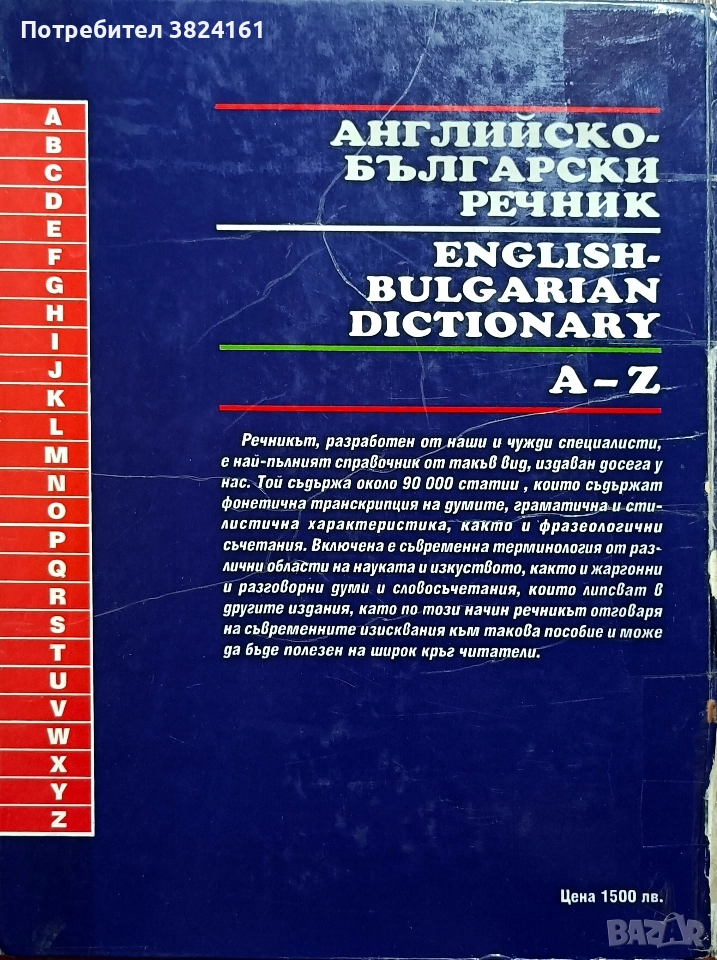 Потребител 3824161
A
B
C
D
E
F
G
H
I
J
K
L
M
N
O
P
Q
R
S
T
U
V
W
X
Y
Z
АНГЛИЙСКО-
БЪЛГАРСКИ
РЕЧНИК
ENGLISH-
BULGARIAN
DICTIONARY
A – Z
Речникът, разработен от наши и чужди специалисти,
е най-пълният справочник от такъв вид, издаван досега у
нас. Той съдържа около 90 000 статии , които съдържат
фонетична транскрипция на думите, граматична и сти-
листична характеристика, както и фразеологични
съчетания. Включена е съвременна терминология от раз-
лични области на науката и изкуството, както и жаргонни
и разговорни думи и словосъчетания, които липсват в
другите издания, като по този начин речникът отговаря
на съвременните изисквания към такова пособие и може
да бъде полезен на широк кръг читатели.
Цена 1500 лв.
BAZAR